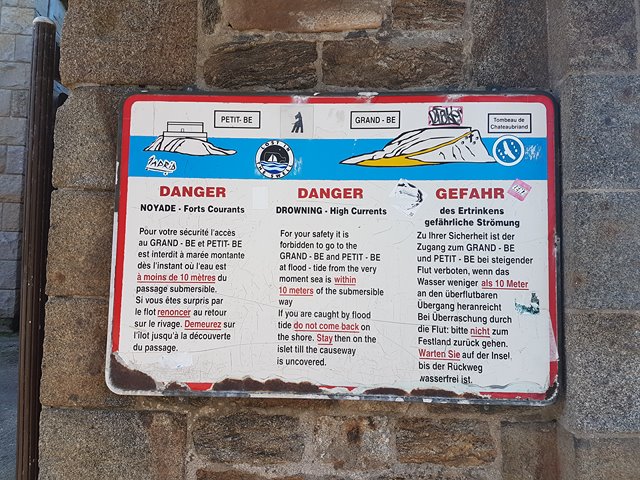 PETIT- BE
GRAND - BE
Tombeau de
Chateaubriand
LOST IN
THE SWELL
DANGER
NOYADE - Forts Courants
Pour votre sécurité l'accès
au GRAND - BE et PETIT- BE
est interdit à marée montante
dès l'instant où l'eau est
à moins de 10 mètres du
passage submersible.
Si vous êtes surpris par
le flot renoncer au retour
sur le rivage. Demeurez sur
l'îlot jusqu'à la découverte
du passage.
DANGER
DROWNING - High Currents
For your safety it is
forbidden to go to the
GRAND - BE and PETIT - BE
at flood - tide from the very
moment sea is within
10 meters of the submersible
way
If you are caught by flood
tide do not come back on
the shore. Stay then on the
islet till the causeway
is uncovered.
GEFAHR
des Ertrinkens
gefährliche Strömung
Zu Ihrer Sicherheit ist der
Zugang zum GRAND - BE
und PETIT - BE bei steigender
Flut verboten, wenn das
Wasser weniger als 10 Meter
an den überflutbaren
Übergang heranreicht
Bei Überraschung durch
die Flut: bitte nicht zum
Festland zurück gehen.
Warten Sie auf der Insel,
bis der Rückweg
wasserfrei ist.